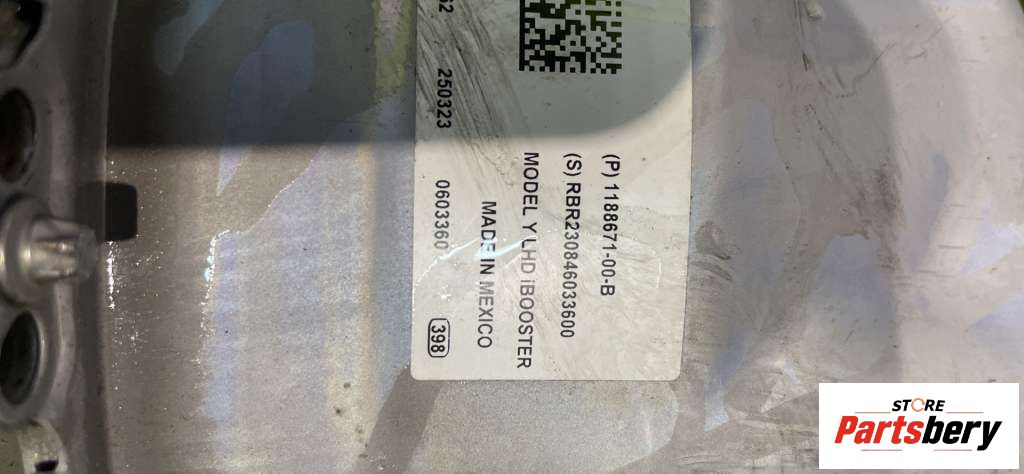 (P) 1188671-00-B
(S) RBR230846033600
MODEL Y LHD iBOOSTER
MADE IN MEXICO
250323 0603360 398
STORE
Partsbery